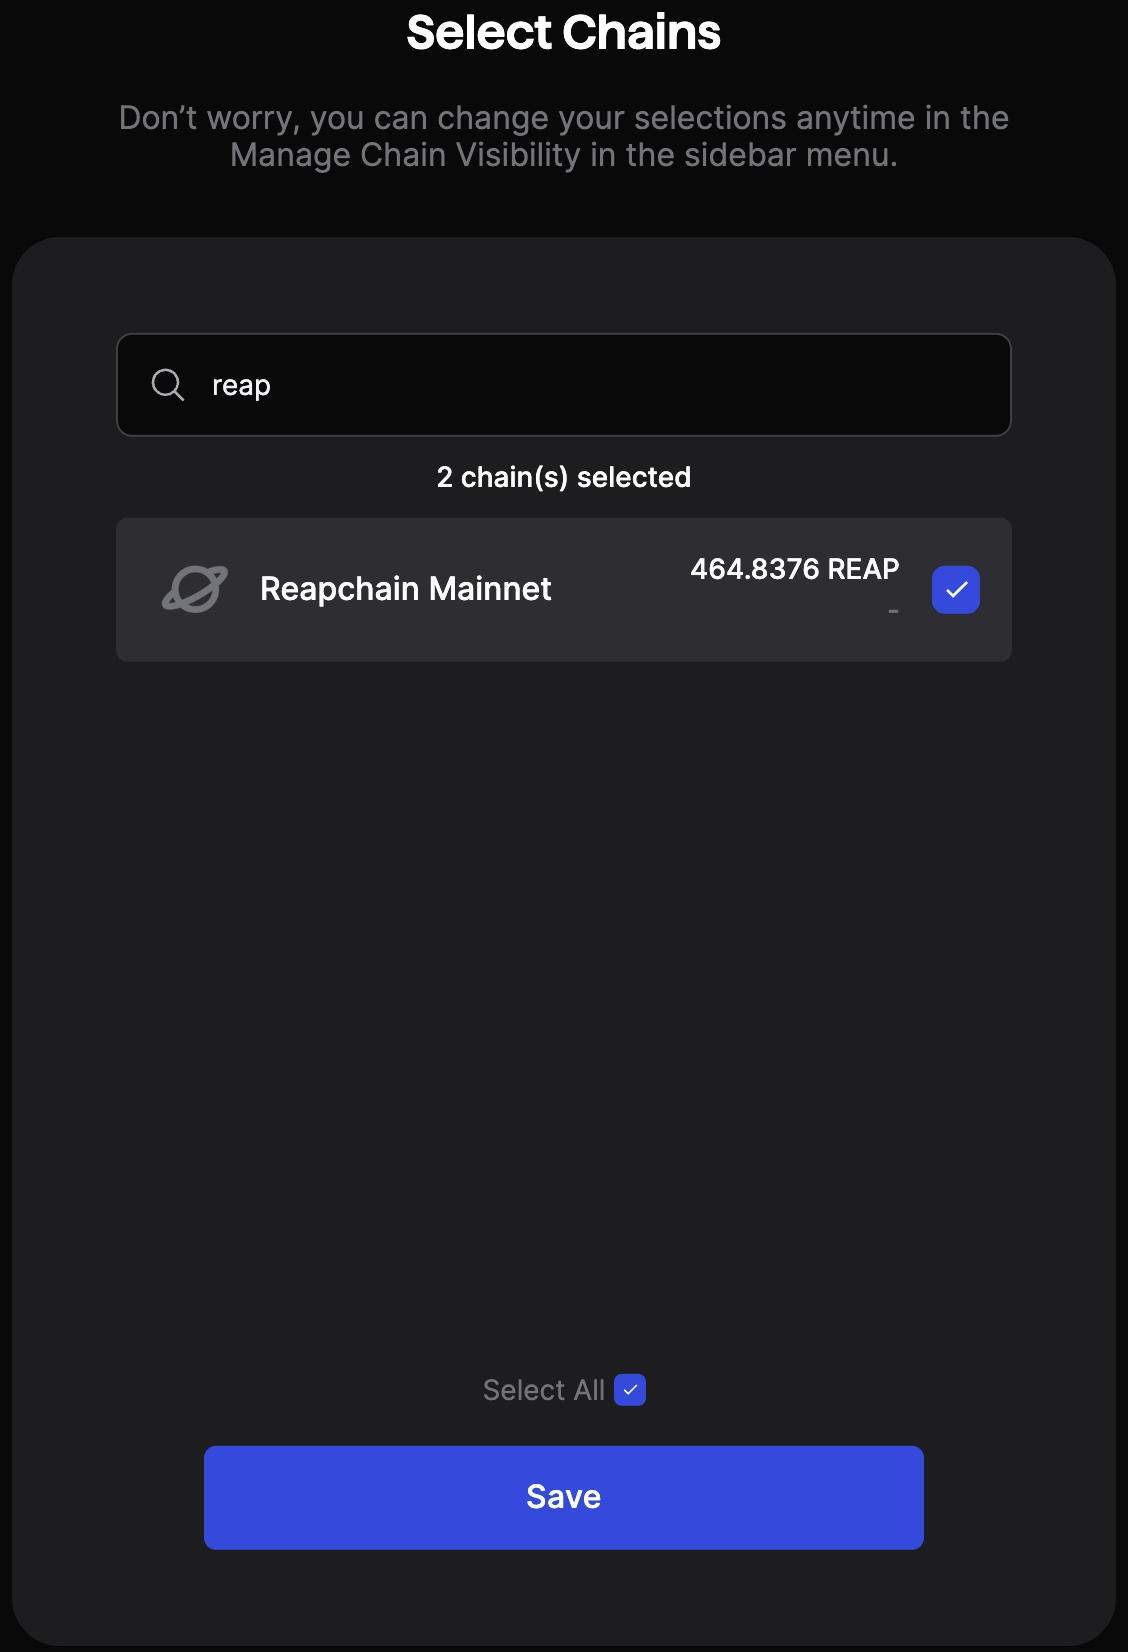 Select Chains
Don’t worry, you can change your selections anytime in the
Manage Chain Visibility in the sidebar menu.
reap
2 chain(s) selected
Reapchain Mainnet
464.8376 REAP
-
Select All
Save